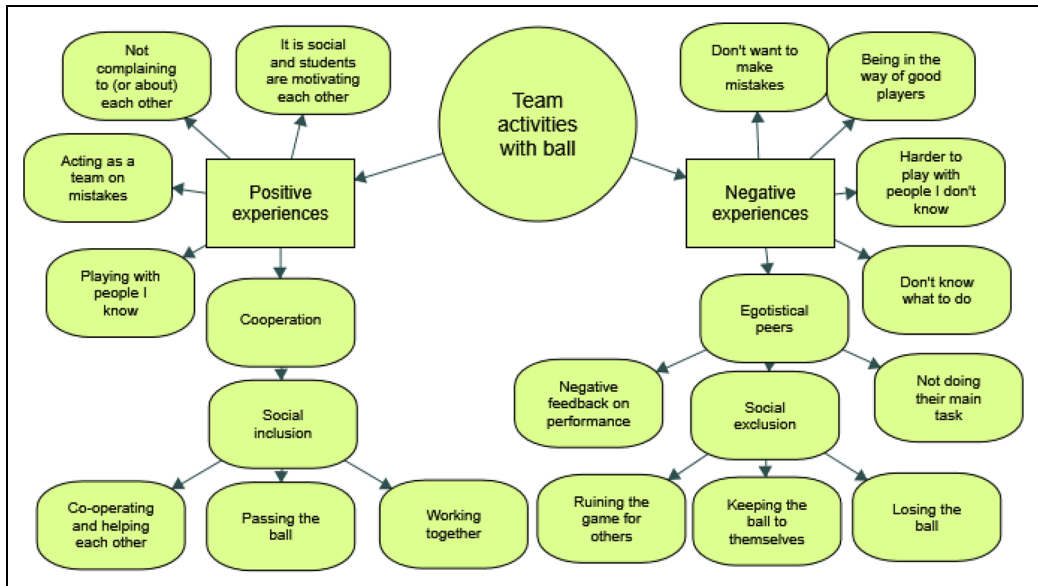 Team
activities
with ball
Positive
experiences
Not
complaining
to (or about)
each other
It is social
and students
are motivating
each other
Acting as a
team on
mistakes
Playing with
people I
know
Cooperation
Social
inclusion
Co-operating
and helping
each other
Passing the
ball
Working
together
Negative
experiences
Don't want to
make
mistakes
Being in the
way of good
players
Harder to
play with
people I don't
know
Don't know
what to do
Egotistical
peers
Negative
feedback on
performance
Social
exclusion
Not doing
their main
task
Ruining the
game for
others
Keeping the
ball to
themselves
Losing the
ball